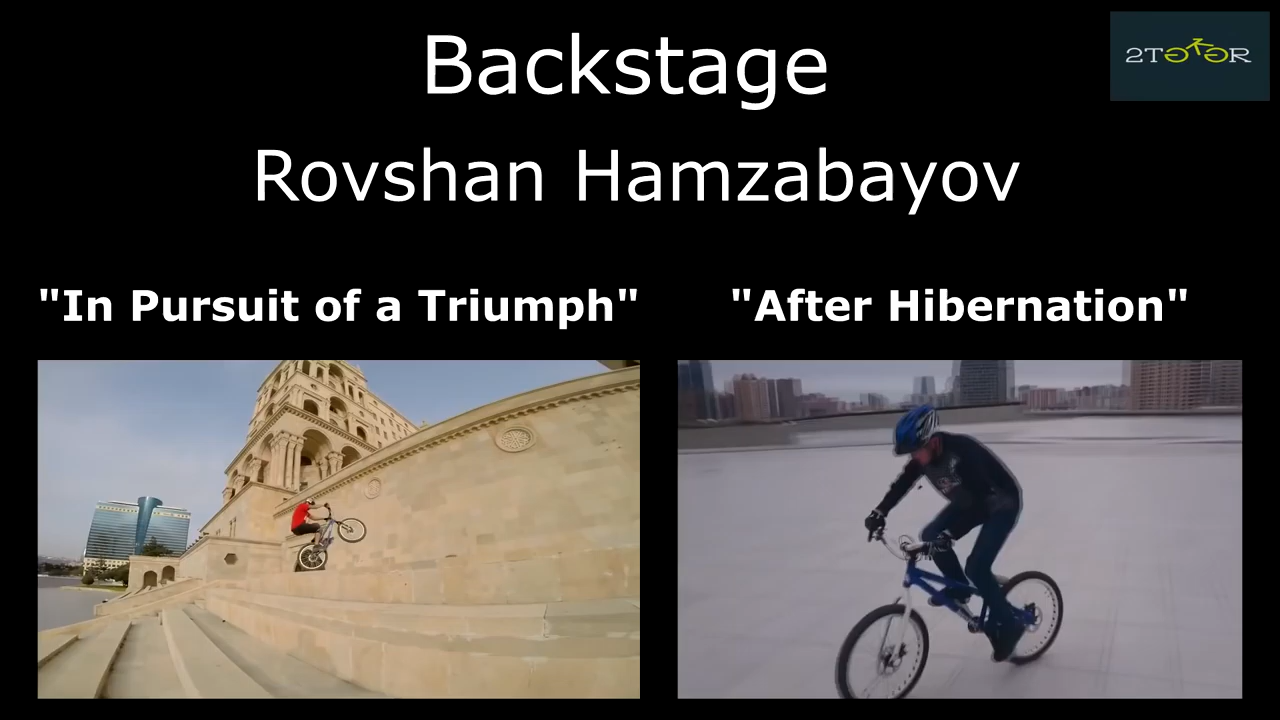 Backstage
Rovshan Hamzabayov
"In Pursuit of a Triumph"
"After Hibernation"